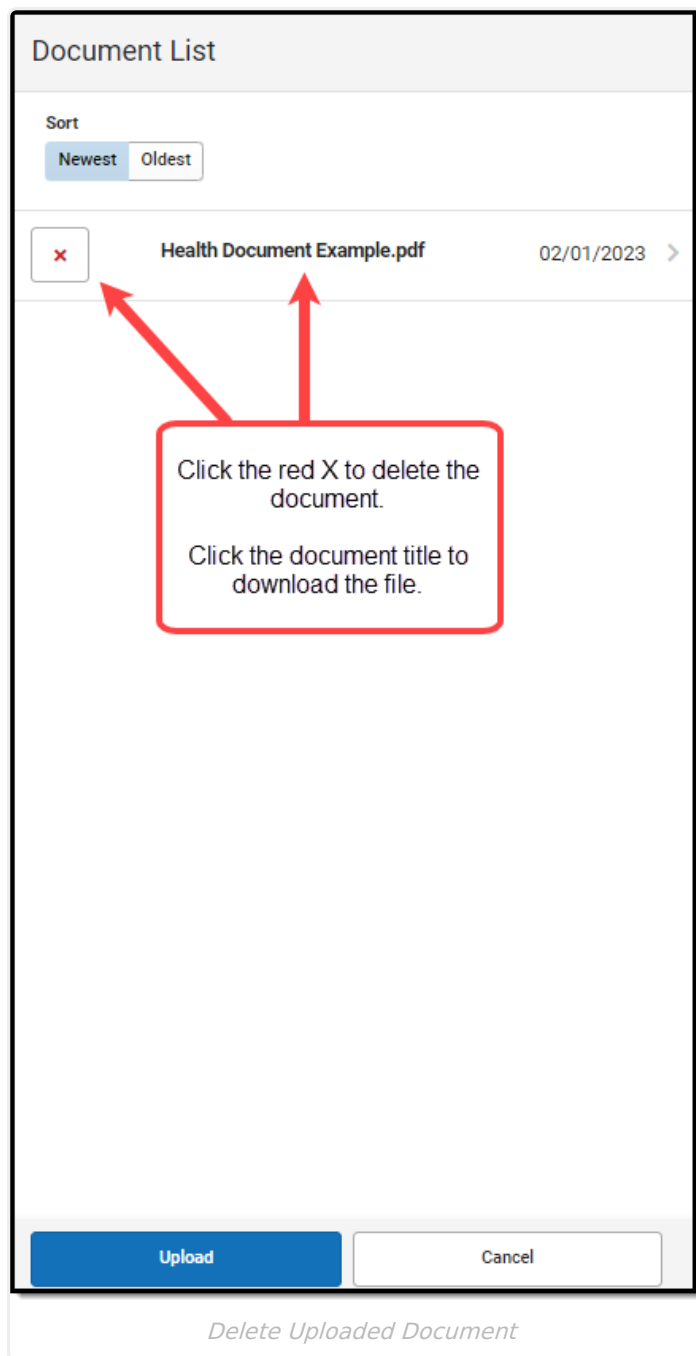 Document List
Sort
Newest Oldest
× Health Document Example.pdf 02/01/2023
Click the red X to delete the
document.
Click the document title to
download the file.
Upload Cancel
Delete Uploaded Document